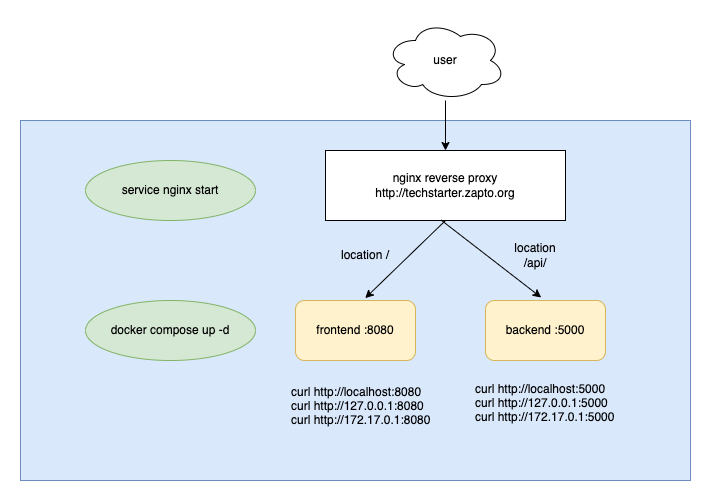 user
nginx reverse proxy
http://techstarter.zapto.org
service nginx start
location /
location
/api/
docker compose up -d
frontend :8080
backend :5000
curl http://localhost:8080
curl http://127.0.0.1:8080
curl http://172.17.0.1:8080
curl http://localhost:5000
curl http://127.0.0.1:5000
curl http://172.17.0.1:5000